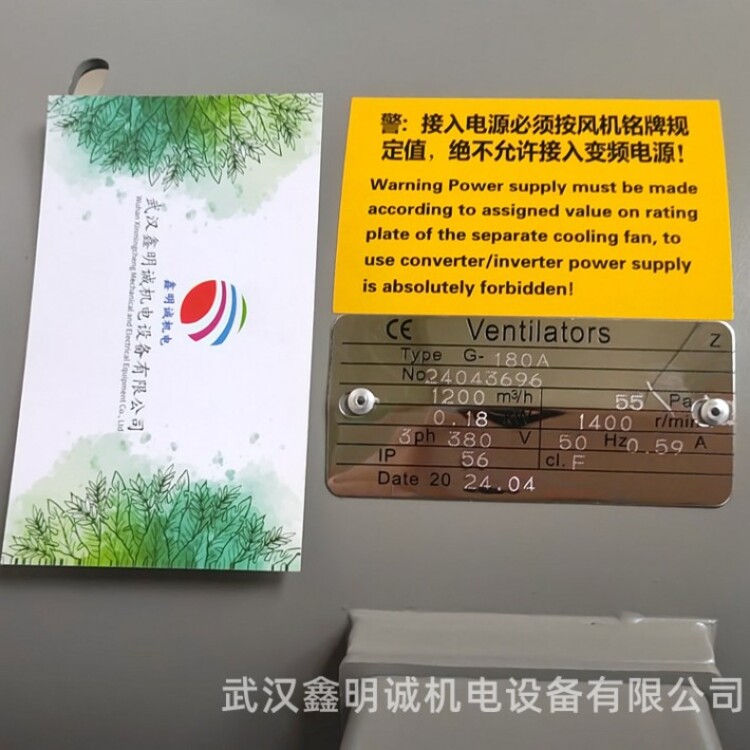 鑫明诚机电
武汉鑫明诚机电设备有限公司
Wuhan Xinmingcheng Mechanical and Electrical Equipment Co., Ltd
警：接入电源必须按风机铭牌规
定值，绝不允许接入变频电源！
Warning Power supply must be made
according to assigned value on rating
plate of the separate cooling fan, to
use converter/inverter power supply
is absolutely forbidden!
CE Ventilators Z
Type G- 180A
No 24043696
1200 m³/h 55 Pa
0.18 KW 1400 r/min
3ph 380 V 50 Hz 0.59 A
IP 56 cl. F
Date 20 24.04
武汉鑫明诚机电设备有限公司